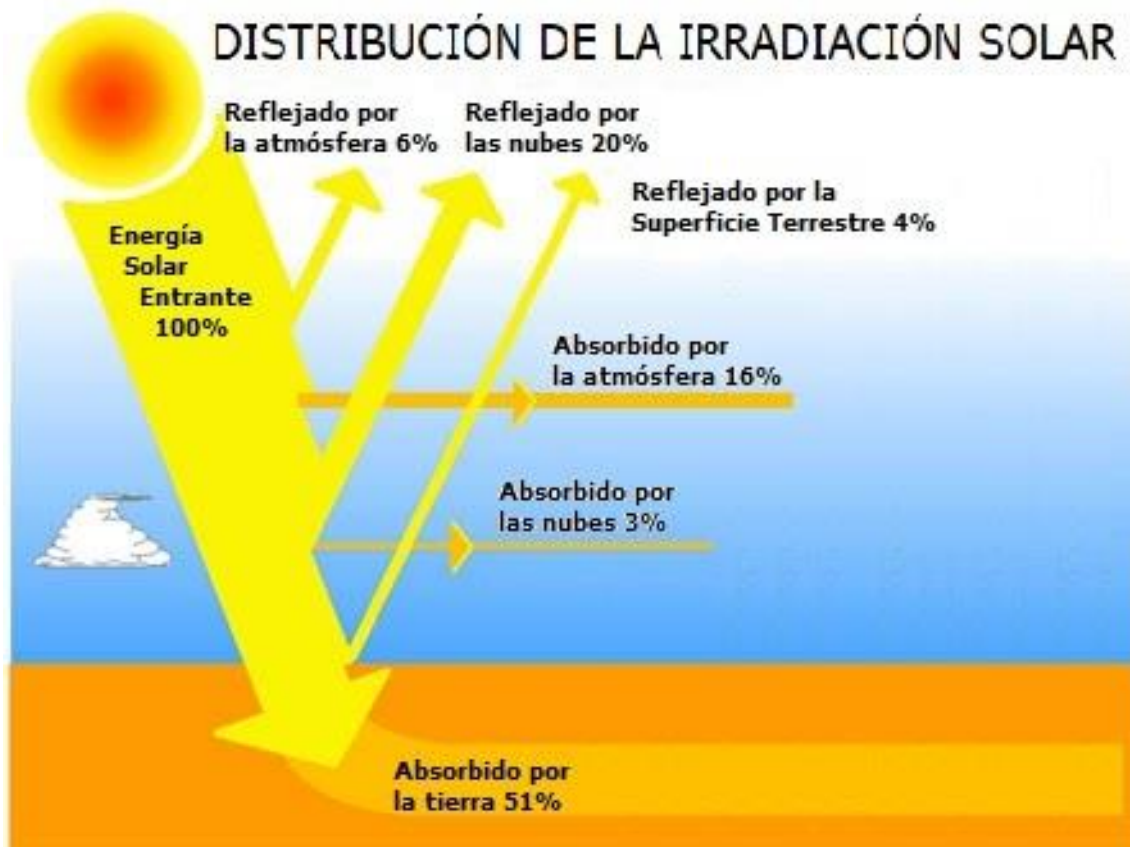 DISTRIBUCIÓN DE LA IRRADIACIÓN SOLAR
Reflejado por
la atmósfera 6%
Reflejado por
las nubes 20%
Reflejado por la
Superficie Terrestre 4%
Energía
Solar
Entrante
100%
Absorbido por
la atmósfera 16%
Absorbido por
las nubes 3%
Absorbido por
la tierra 51%